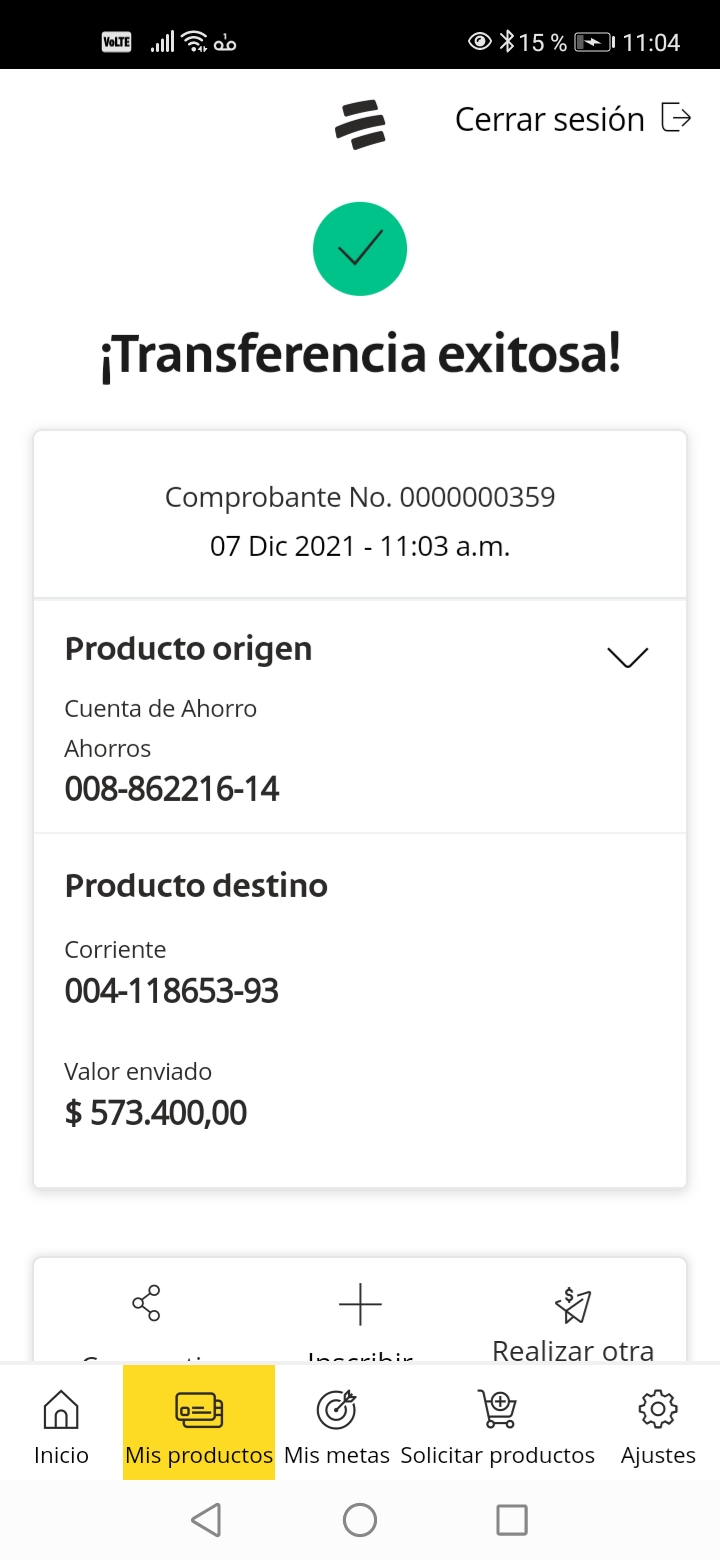 VoLTE 15 % 11:04
Cerrar sesión
¡Transferencia exitosa!
Comprobante No. 0000000359
07 Dic 2021 - 11:03 a.m.
Producto origen
Cuenta de Ahorro
Ahorros
008-862216-14
Producto destino
Corriente
004-118653-93
Valor enviado
$ 573.400,00
Inscribir
Realizar otra
Inicio
Mis productos
Mis metas
Solicitar productos
Ajustes